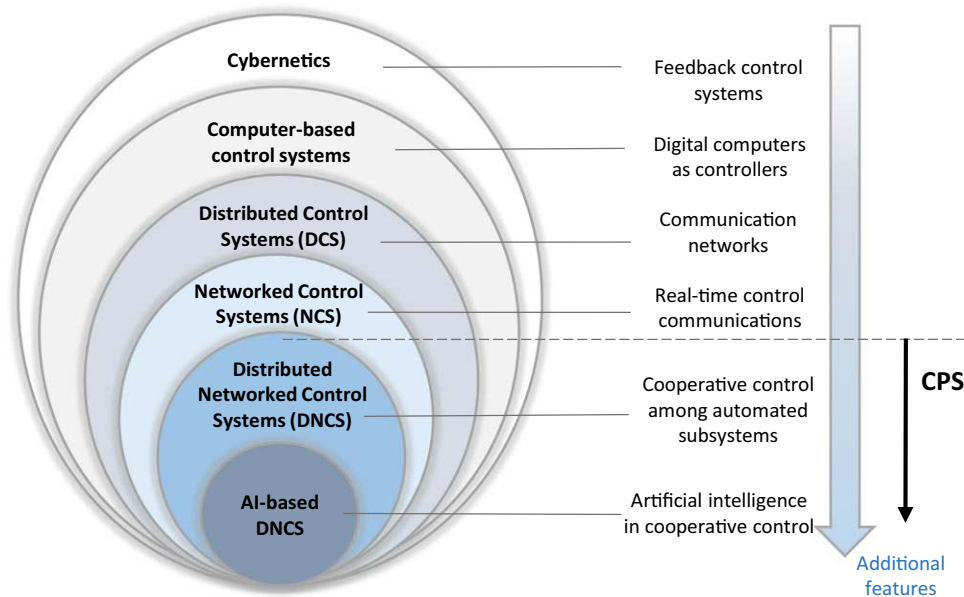 Cybernetics
Feedback control
systems
Computer-based
control systems
Digital computers
as controllers
Distributed Control
Systems (DCS)
Communication
networks
Networked Control
Systems (NCS)
Real-time control
communications
CPS
Distributed
Networked Control
Systems (DNCS)
Cooperative control
among automated
subsystems
AI-based
DNCS
Artificial intelligence
in cooperative control
Additional
features